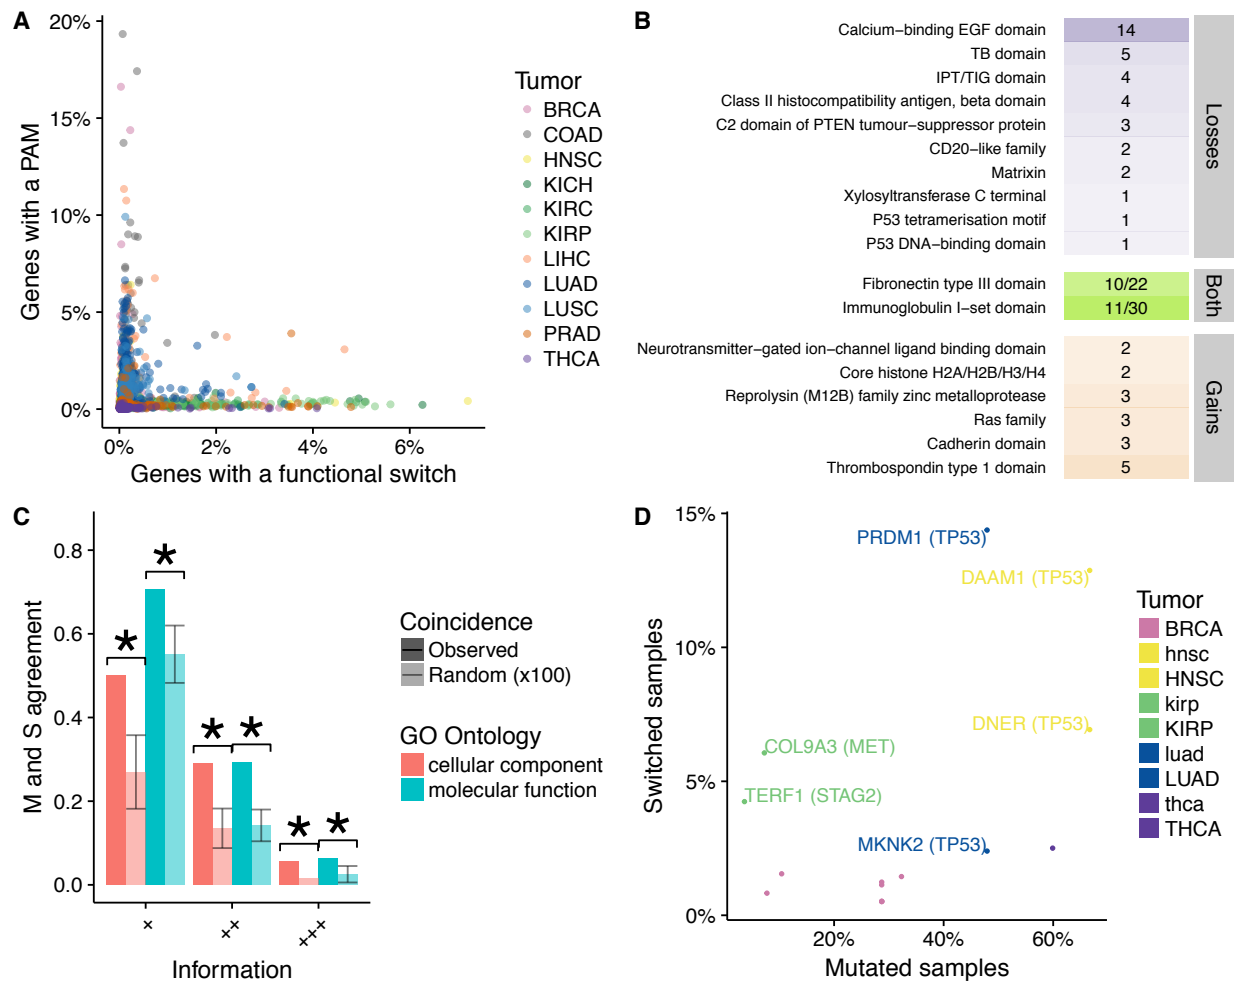 A
20%
15%
10%
5%
0%
Genes with a PAM
0%
2%
4%
6%
Genes with a functional switch
Tumor
BRCA
COAD
HNSC
KICH
KIRC
KIRP
LIHC
LUAD
LUSC
PRAD
THCA
B
Calcium−binding EGF domain 14
TB domain 5
IPT/TIG domain 4
Class II histocompatibility antigen, beta domain 4
C2 domain of PTEN tumour−suppressor protein 3
CD20−like family 2
Matrixin 2
Xylosyltransferase C terminal 1
P53 tetramerisation motif 1
P53 DNA−binding domain 1
Losses
Fibronectin type III domain 10/22
Immunoglobulin I−set domain 11/30
Both
Neurotransmitter−gated ion−channel ligand binding domain 2
Core histone H2A/H2B/H3/H4 2
Reprolysin (M12B) family zinc metalloprotease 3
Ras family 3
Cadherin domain 3
Thrombospondin type 1 domain 5
Gains
C
0.8
0.6
0.4
0.2
0.0
M and S agreement
*
*
*
*
*
*
+
++
+++
Information
Coincidence
Observed
Random (x100)
GO Ontology
cellular component
molecular function
D
15%
10%
5%
0%
Switched samples
PRDM1 (TP53)
DAAM1 (TP53)
DNER (TP53)
COL9A3 (MET)
TERF1 (STAG2)
MKNK2 (TP53)
20%
40%
60%
Mutated samples
Tumor
BRCA
hnsc
HNSC
kirp
KIRP
luad
LUAD
thca
THCA